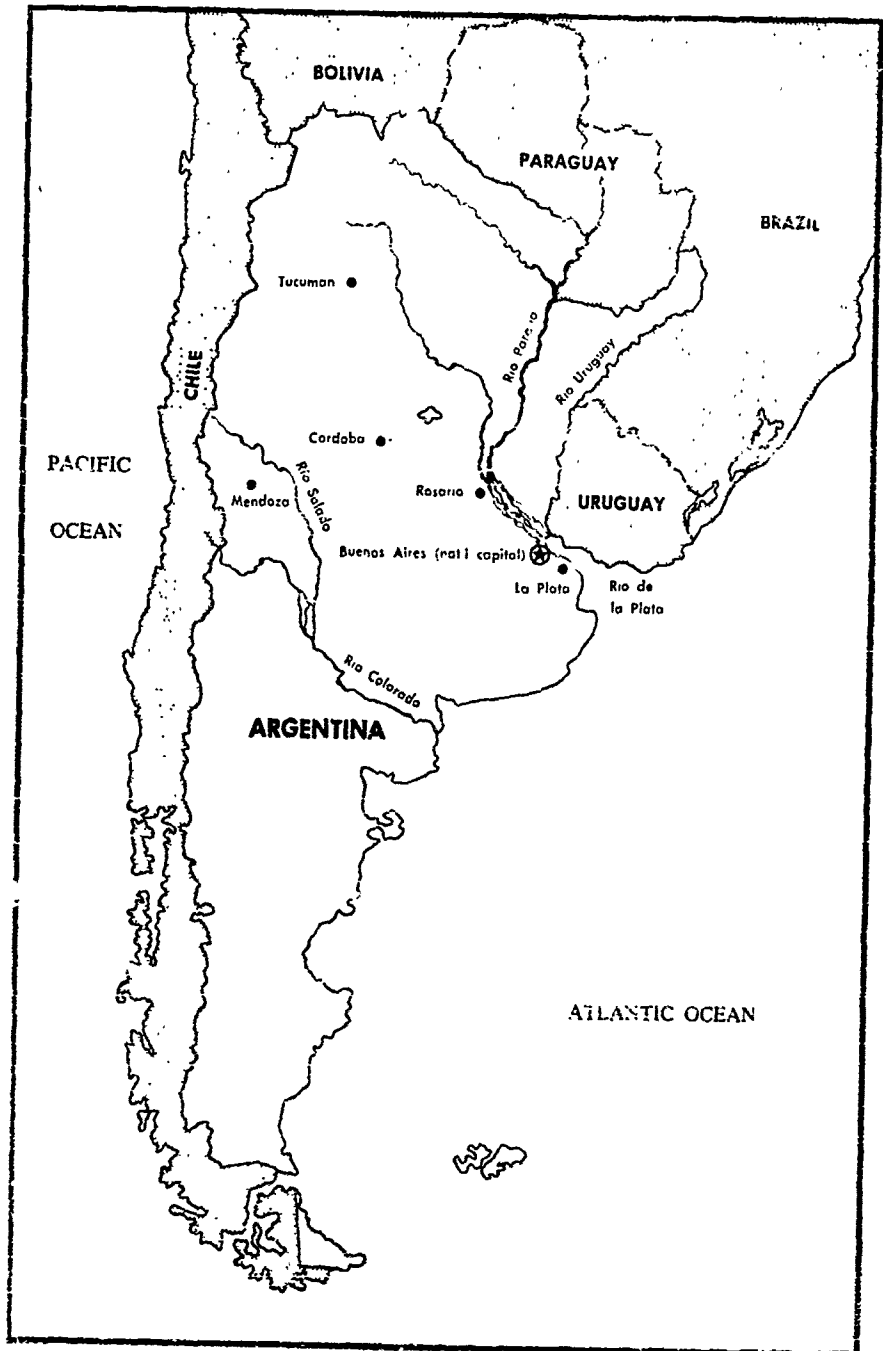 BOLIVIA
PARAGUAY
BRAZIL
Tucuman
CHILE
Rio Parana
Rio Uruguay
Cordoba
PACIFIC
OCEAN
Mendoza
Rio Salado
Rosario
URUGUAY
Buenos Aires (nat'l capital)
La Plata
Rio de
la Plata
Rio Colorado
ARGENTINA
ATLANTIC OCEAN